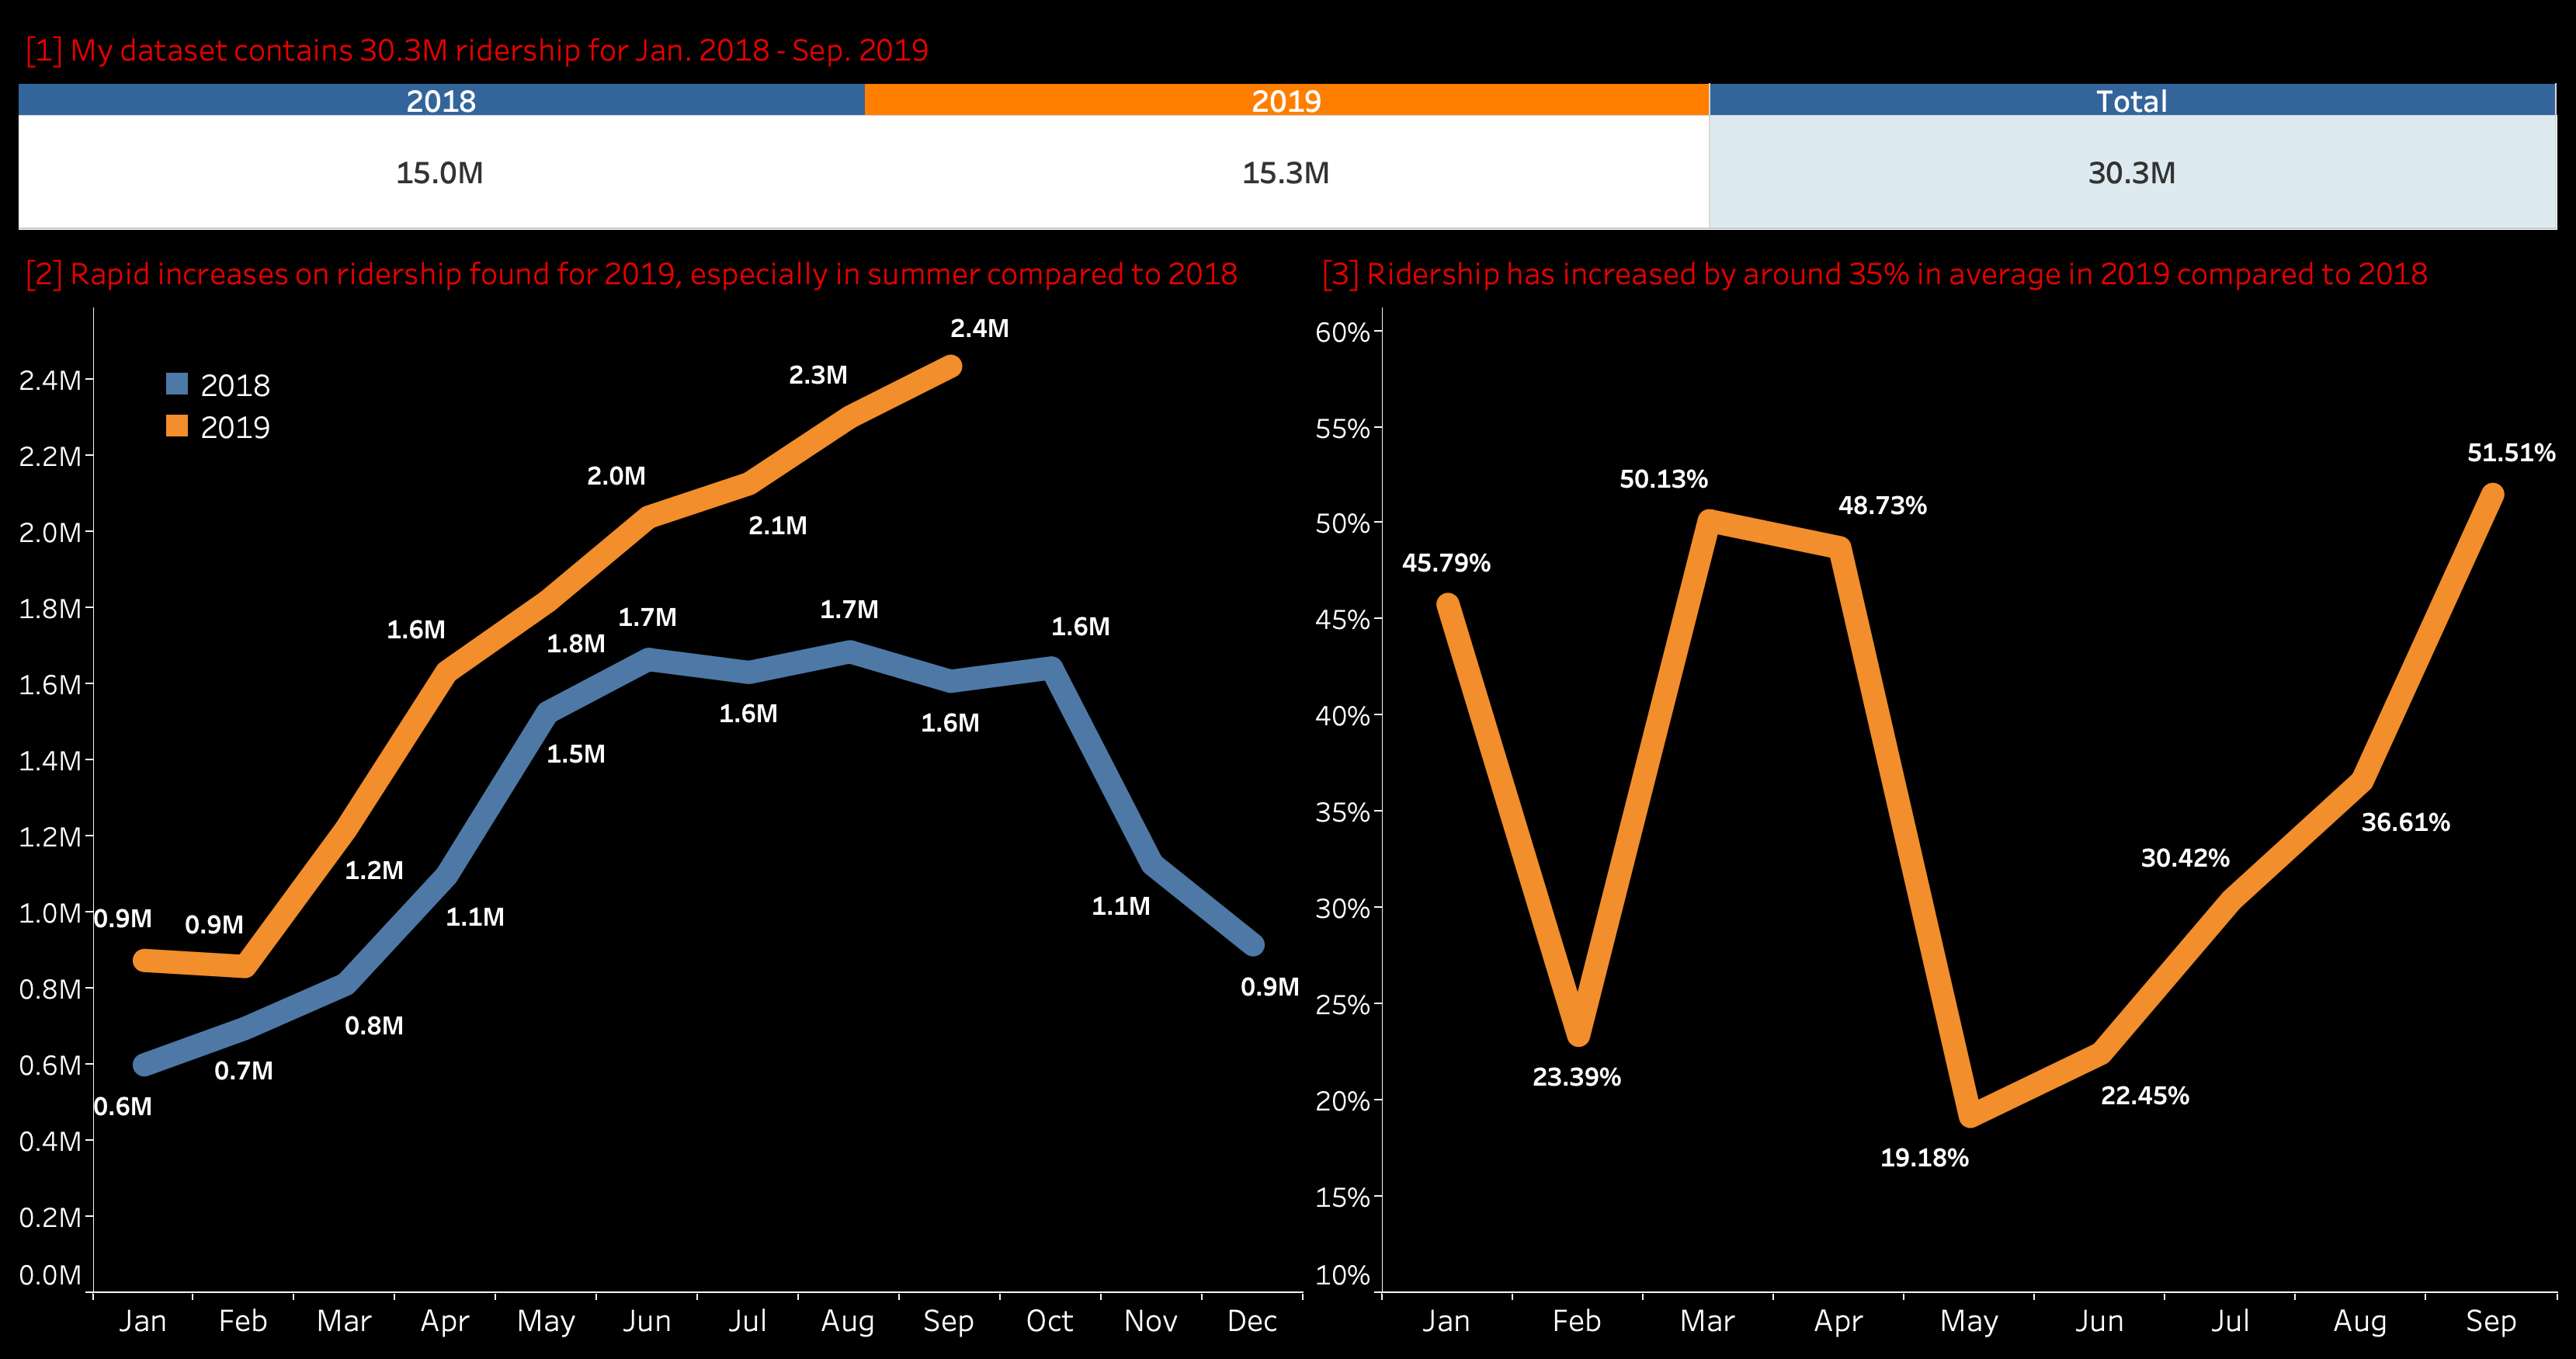 [1] My dataset contains 30.3M ridership for Jan. 2018 - Sep. 2019
2018 2019 Total
15.0M 15.3M 30.3M
[2] Rapid increases on ridership found for 2019, especially in summer compared to 2018
2018
2019
2.4M
2.2M
2.0M
1.8M
1.6M
1.4M
1.2M
1.0M
0.8M
0.6M
0.4M
0.2M
0.0M
0.9M
0.9M
1.2M
1.6M
1.8M
2.0M
2.1M
2.3M
2.4M
0.6M
0.7M
0.8M
1.1M
1.5M
1.7M
1.6M
1.7M
1.6M
1.6M
1.1M
0.9M
Jan Feb Mar Apr May Jun Jul Aug Sep Oct Nov Dec
[3] Ridership has increased by around 35% in average in 2019 compared to 2018
60%
55%
50%
45%
40%
35%
30%
25%
20%
15%
10%
45.79%
23.39%
50.13%
48.73%
19.18%
22.45%
30.42%
36.61%
51.51%
Jan Feb Mar Apr May Jun Jul Aug Sep